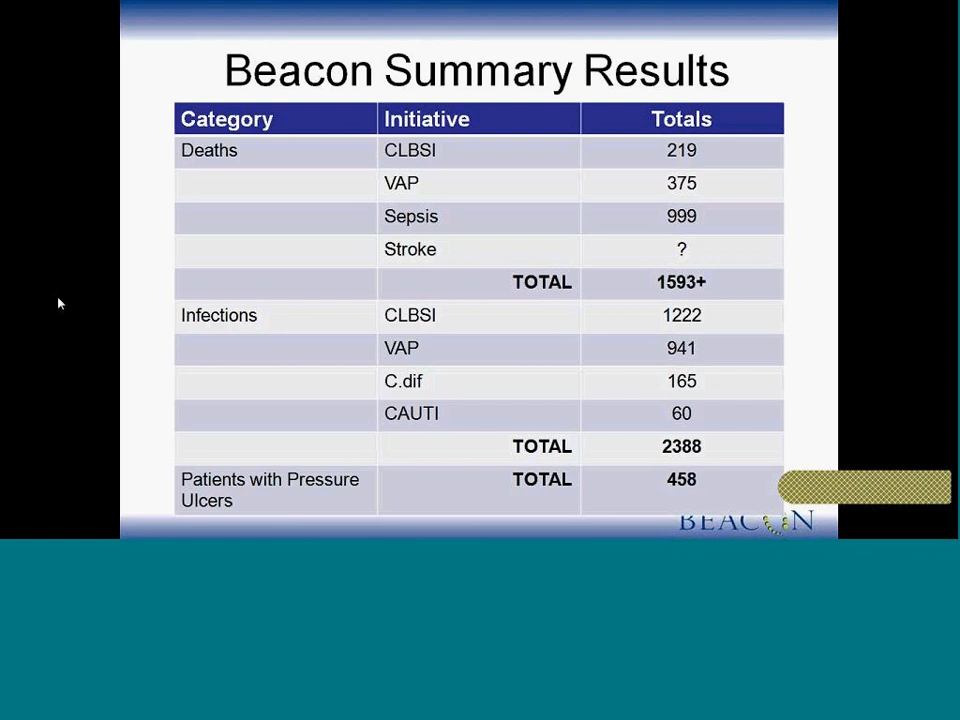 Beacon Summary Results
Category Initiative Totals
Deaths CLBSI 219
VAP 375
Sepsis 999
Stroke ?
TOTAL 1593+
Infections CLBSI 1222
VAP 941
C.dif 165
CAUTI 60
TOTAL 2388
Patients with Pressure Ulcers TOTAL 458
BEACON